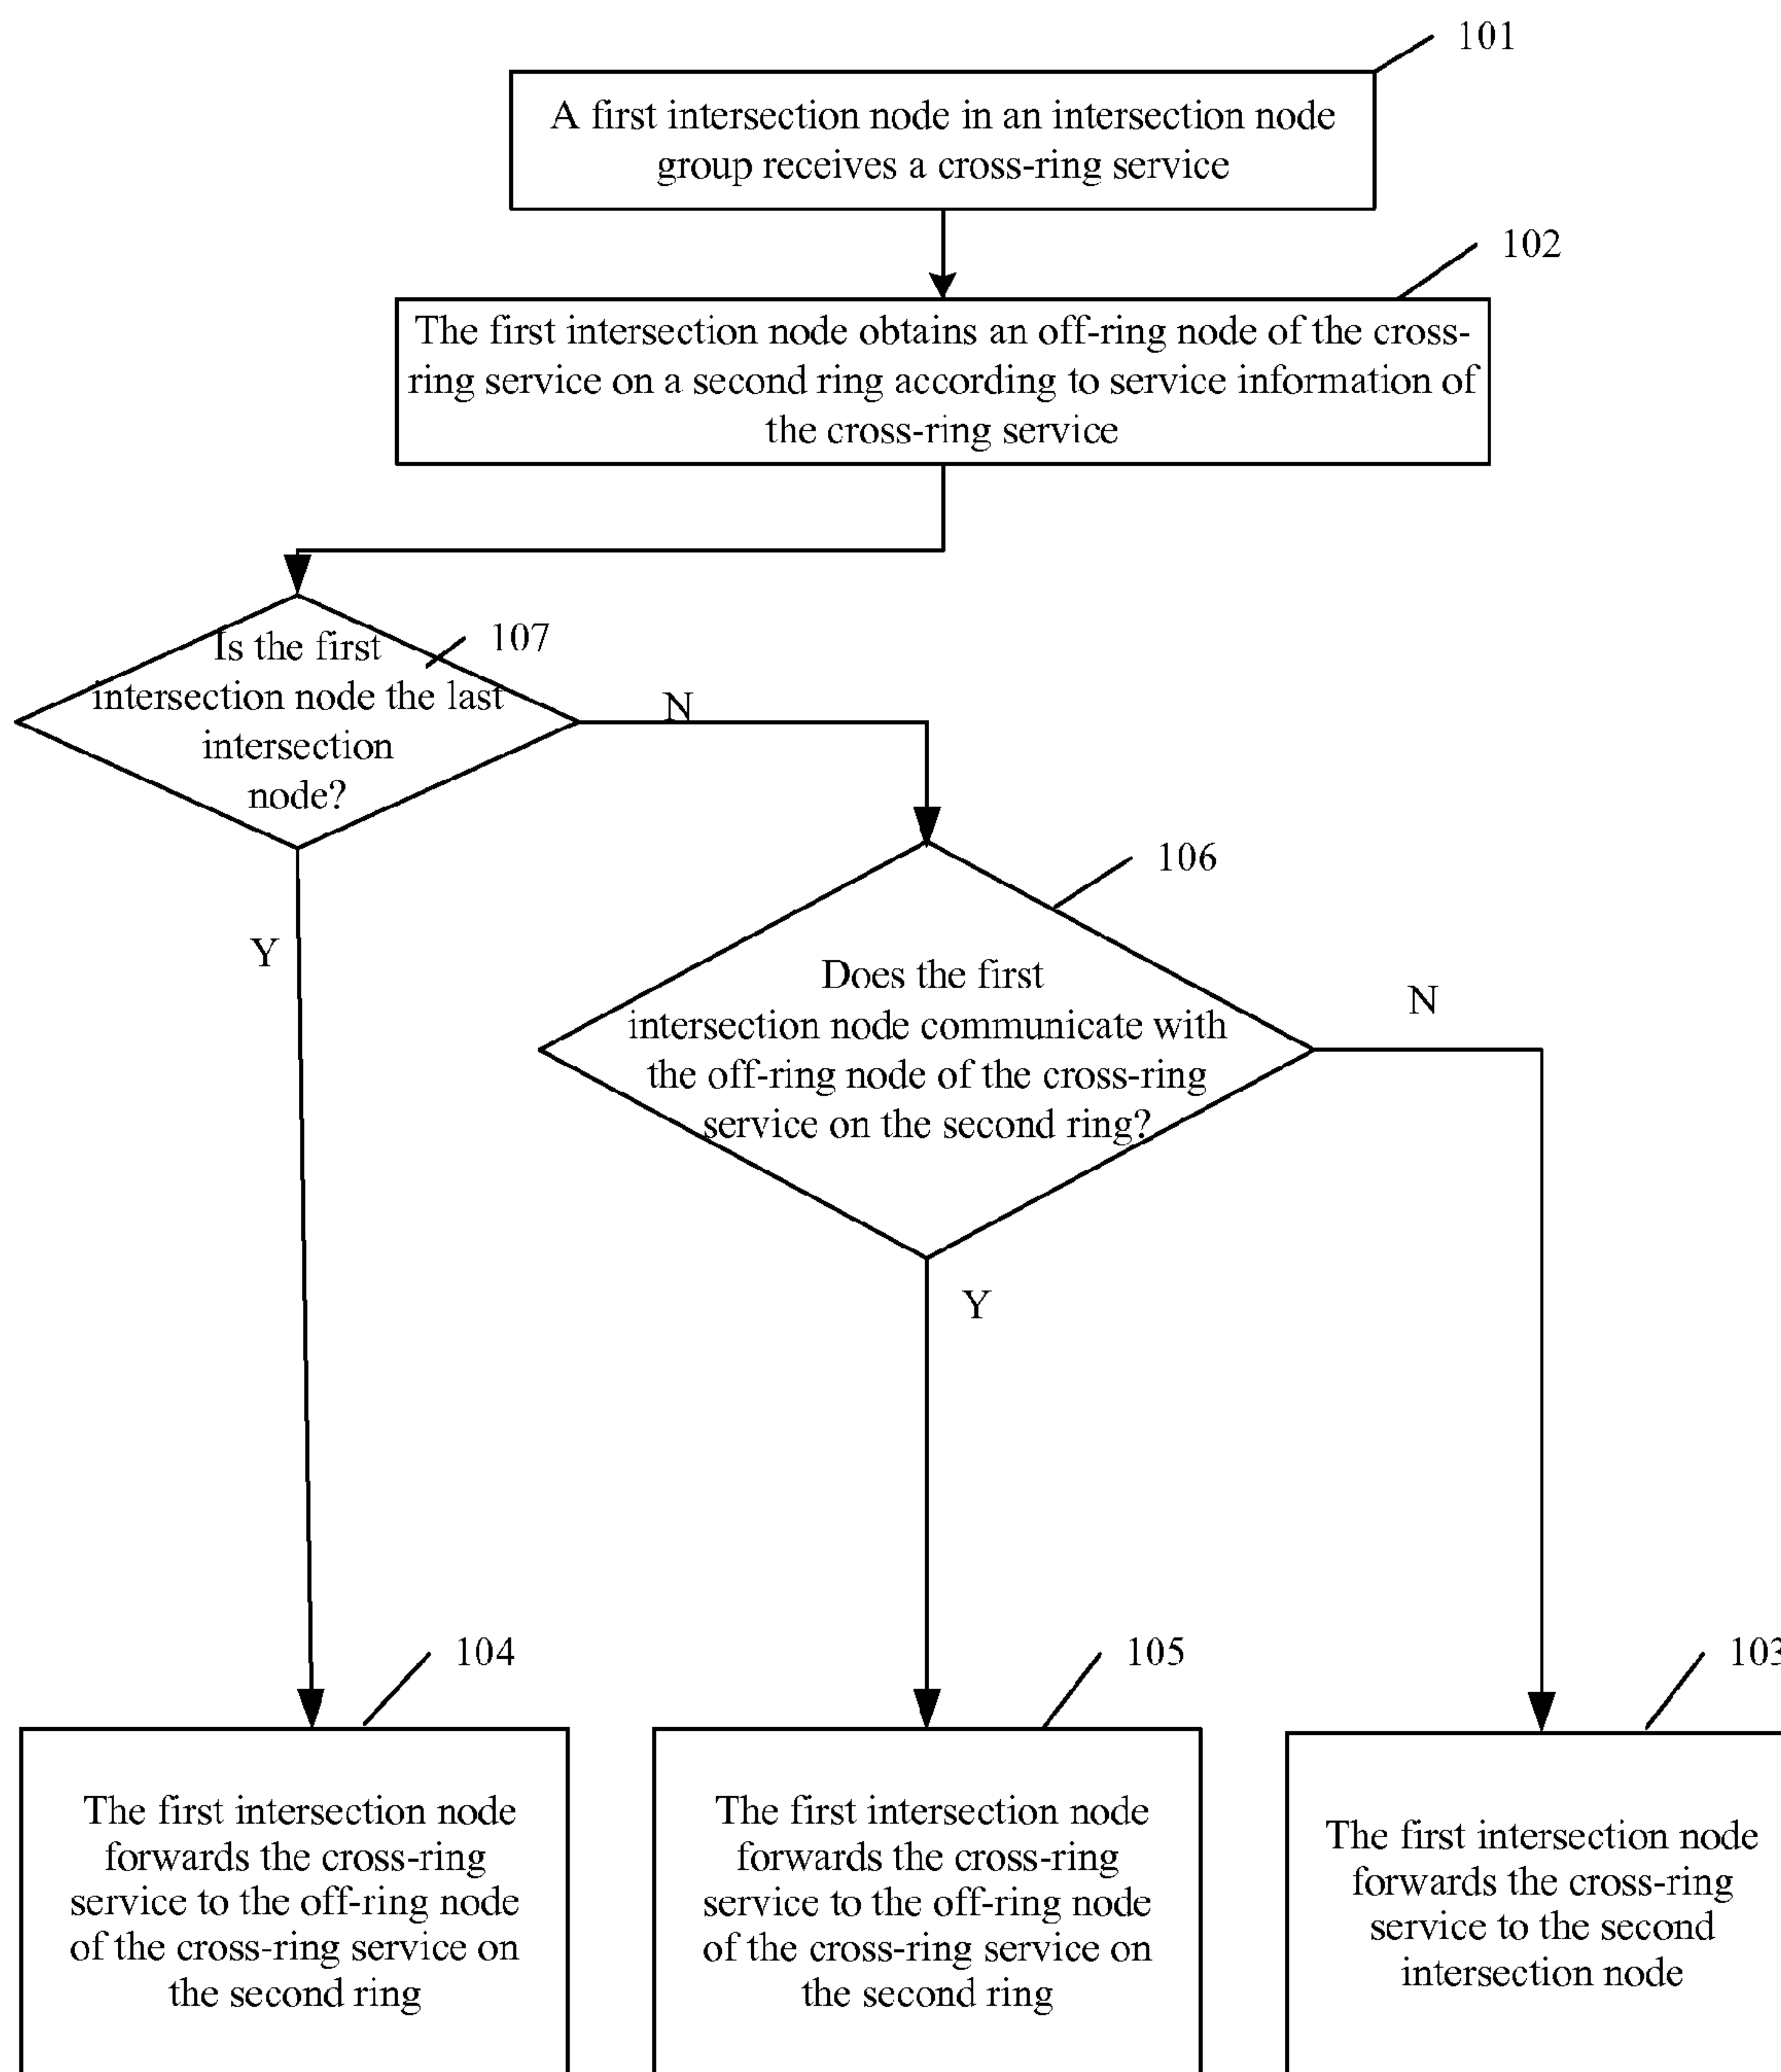 101
A first intersection node in an intersection node
group receives a cross-ring service
102
The first intersection node obtains an off-ring node of the cross-
ring service on a second ring according to service information of
the cross-ring service
107
Is the first
intersection node the last
intersection
node?
N
106
Y
Does the first
intersection node communicate with
the off-ring node of the cross-ring
service on the second ring?
N
Y
104
105
103
The first intersection node
forwards the cross-ring
service to the off-ring node
of the cross-ring service on
the second ring
The first intersection node
forwards the cross-ring
service to the off-ring node
of the cross-ring service on
the second ring
The first intersection node
forwards the cross-ring
service to the second
intersection node